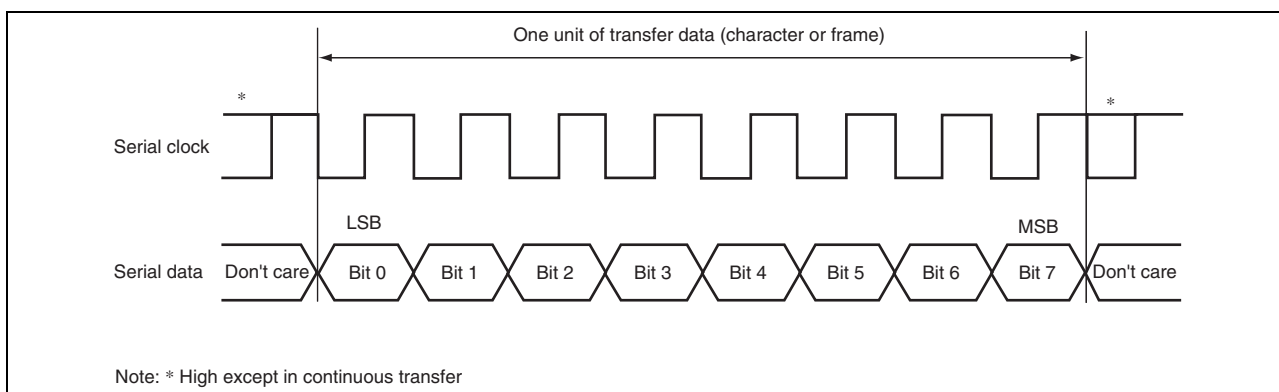 One unit of transfer data (character or frame)
*
*
Serial clock
LSB
MSB
Serial data
Don't care
Bit 0
Bit 1
Bit 2
Bit 3
Bit 4
Bit 5
Bit 6
Bit 7
Don't care
Note: * High except in continuous transfer